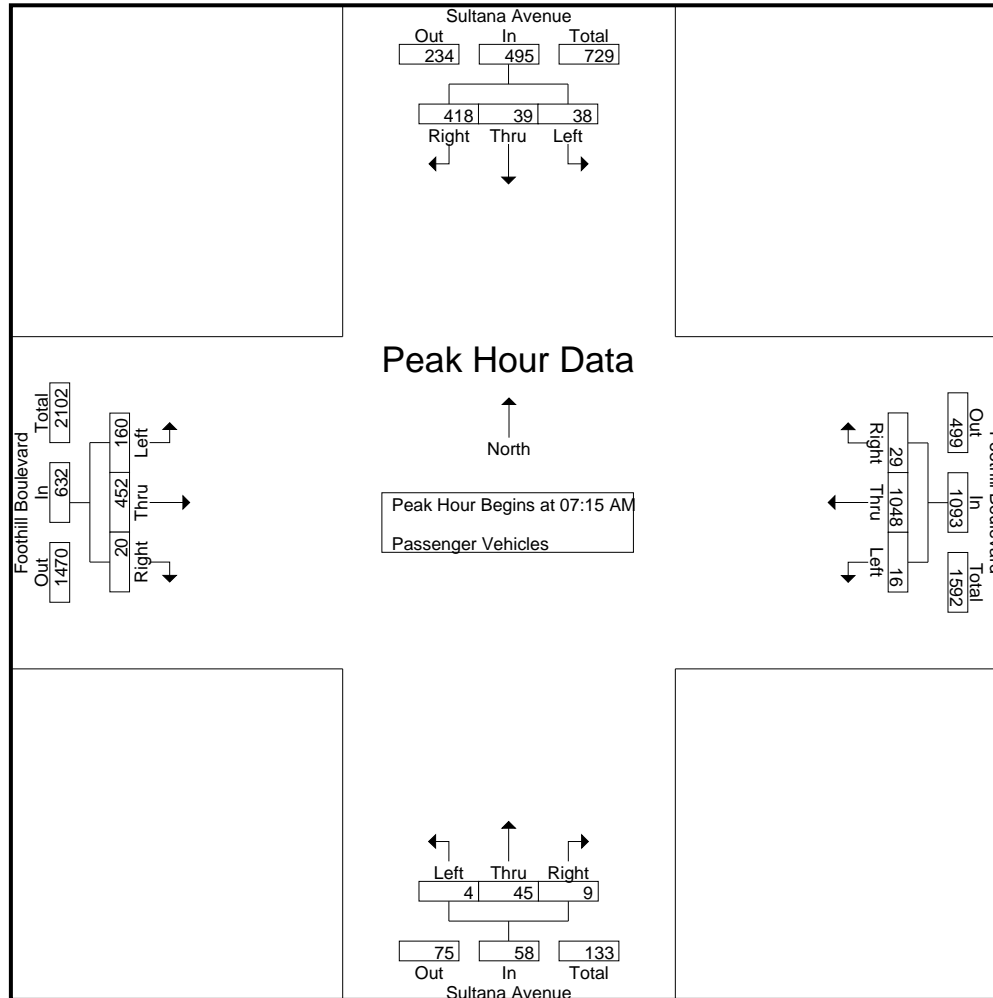 Sultana Avenue
Out In Total
234 495 729
418 39 38
Right Thru Left
Peak Hour Data
North
Peak Hour Begins at 07:15 AM
Passenger Vehicles
Foothill Boulevard
Out In Total
1470 632 2102
20 452 160
Right Thru Left
Out In Total
499 1093 1592
29 1048 16
Right Thru Left
Left Thru Right
4 45 9
75 58 133
Out In Total
Sultana Avenue